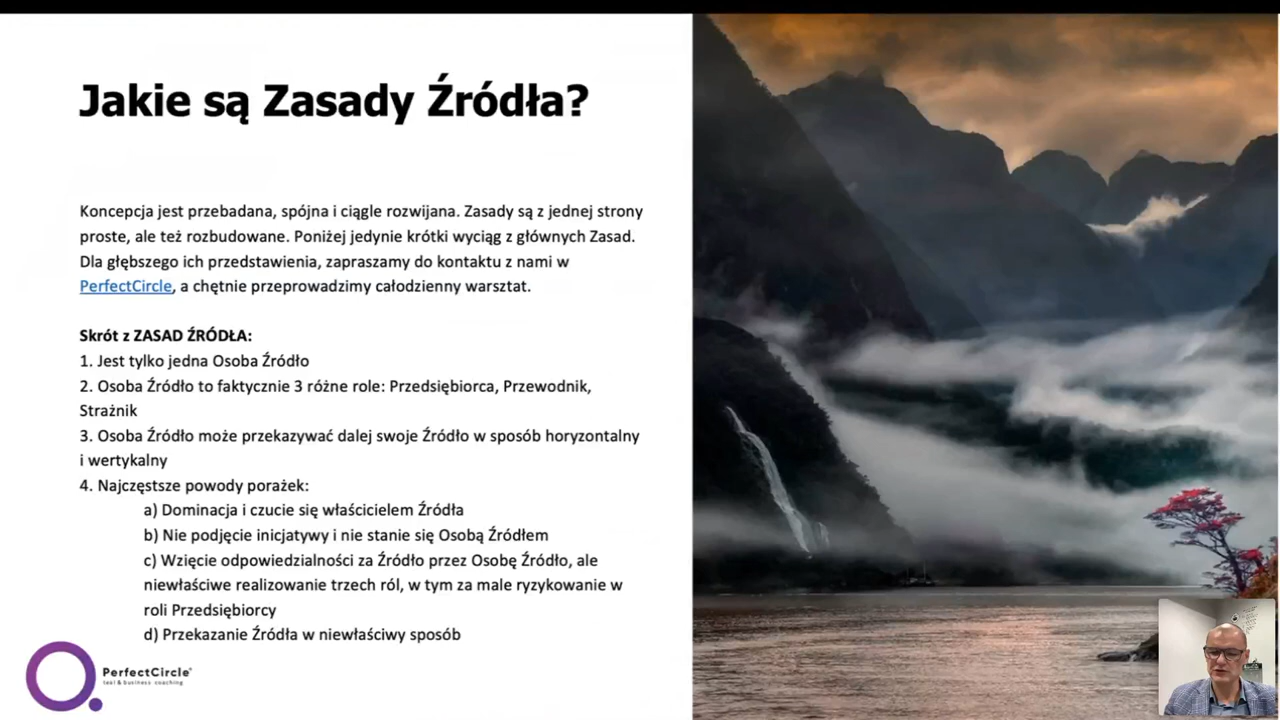 Jakie są Zasady Źródła?
Koncepcja jest przebadana, spójna i ciągle rozwijana. Zasady są z jednej strony
proste, ale też rozbudowane. Poniżej jedynie krótki wyciąg z głównych Zasad.
Dla głębszego ich przedstawienia, zapraszamy do kontaktu z nami w
PerfectCircle, a chętnie przeprowadzimy całodzienny warsztat.
Skrót z ZASAD ŹRÓDŁA:
1. Jest tylko jedna Osoba Źródło
2. Osoba Źródło to faktycznie 3 różne role: Przedsiębiorca, Przewodnik,
Strażnik
3. Osoba Źródło może przekazywać dalej swoje Źródło w sposób horyzontalny
i wertykalny
4. Najczęstsze powody porażek:
a) Dominacja i czucie się właścicielem Źródła
b) Nie podjęcie inicjatywy i nie stanie się Osobą Źródłem
c) Wzięcie odpowiedzialności za Źródło przez Osobę Źródło, ale
niewłaściwe realizowanie trzech ról, w tym za male ryzykowanie w
roli Przedsiębiorcy
d) Przekazanie Źródła w niewłaściwy sposób
PerfectCircle®
team & business coaching